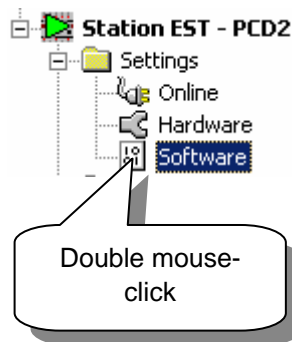 Station EST - PCD2
Settings
Online
Hardware
Software
Double mouse-
click